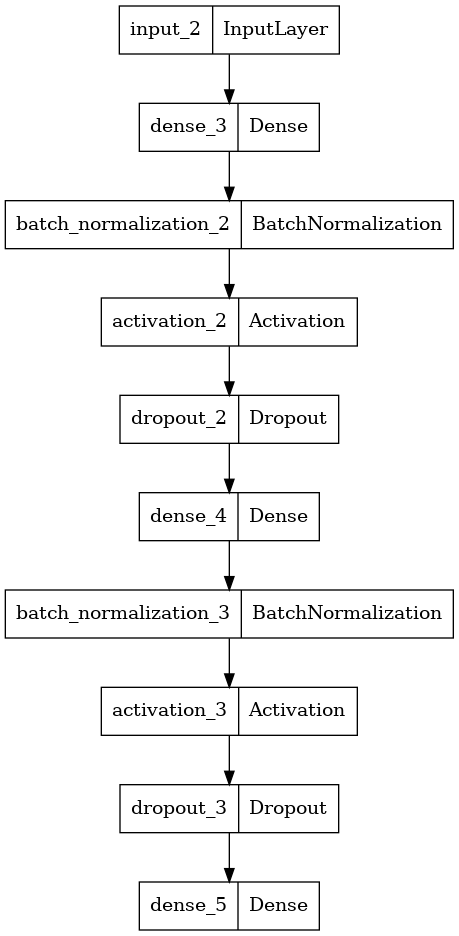 input_2 InputLayer
dense_3 Dense
batch_normalization_2 BatchNormalization
activation_2 Activation
dropout_2 Dropout
dense_4 Dense
batch_normalization_3 BatchNormalization
activation_3 Activation
dropout_3 Dropout
dense_5 Dense